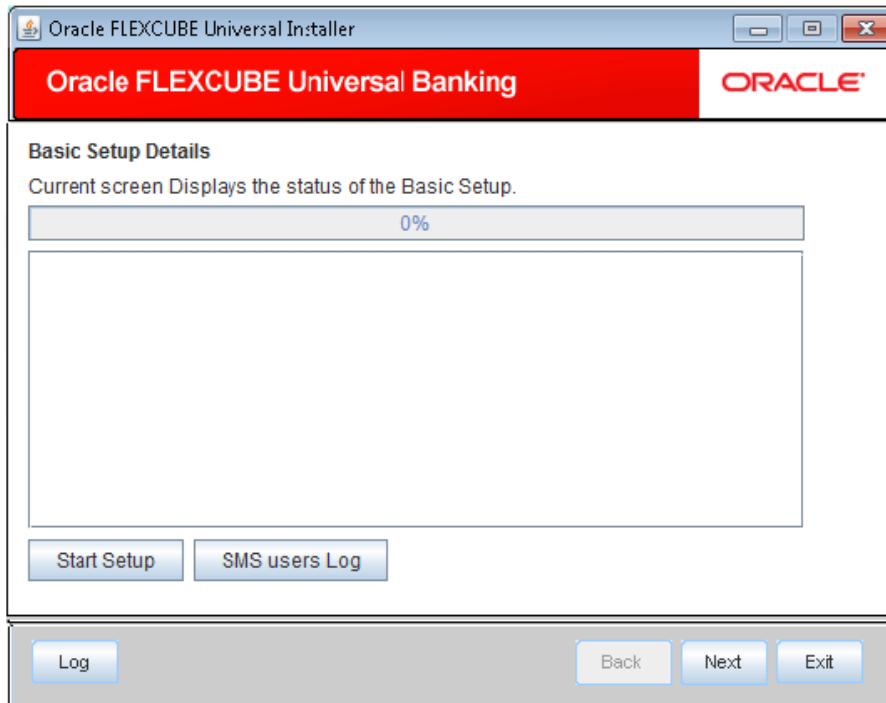 Oracle FLEXCUBE Universal Installer
Oracle FLEXCUBE Universal Banking
ORACLE
Basic Setup Details
Current screen Displays the status of the Basic Setup.
0%
Start Setup SMS users Log
Log Back Next Exit